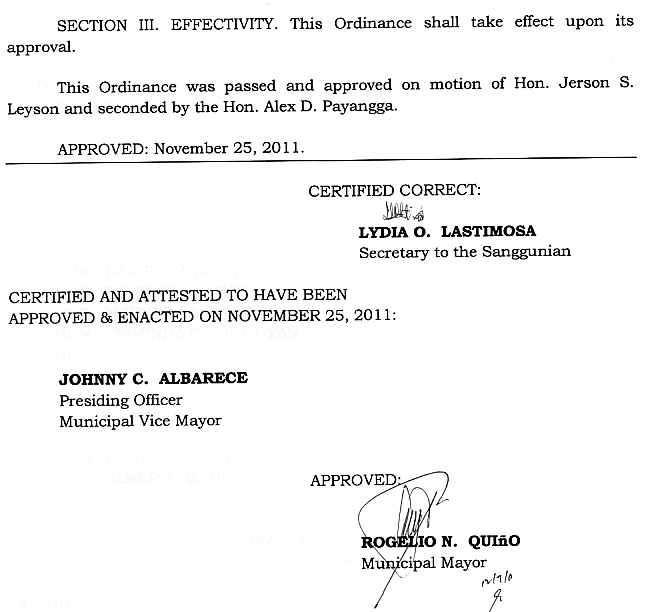 SECTION III. EFFECTIVITY. This Ordinance shall take effect upon its
approval.
This Ordinance was passed and approved on motion of Hon. Jerson S.
Leyson and seconded by the Hon. Alex D. Payangga.
APPROVED: November 25, 2011.
CERTIFIED CORRECT:
LYDIA O. LASTIMOSA
Secretary to the Sanggunian
CERTIFIED AND ATTESTED TO HAVE BEEN
APPROVED & ENACTED ON NOVEMBER 25, 2011:
JOHNNY C. ALBARECE
Presiding Officer
Municipal Vice Mayor
APPROVED:
ROGELIO N. QUIñO
Municipal Mayor